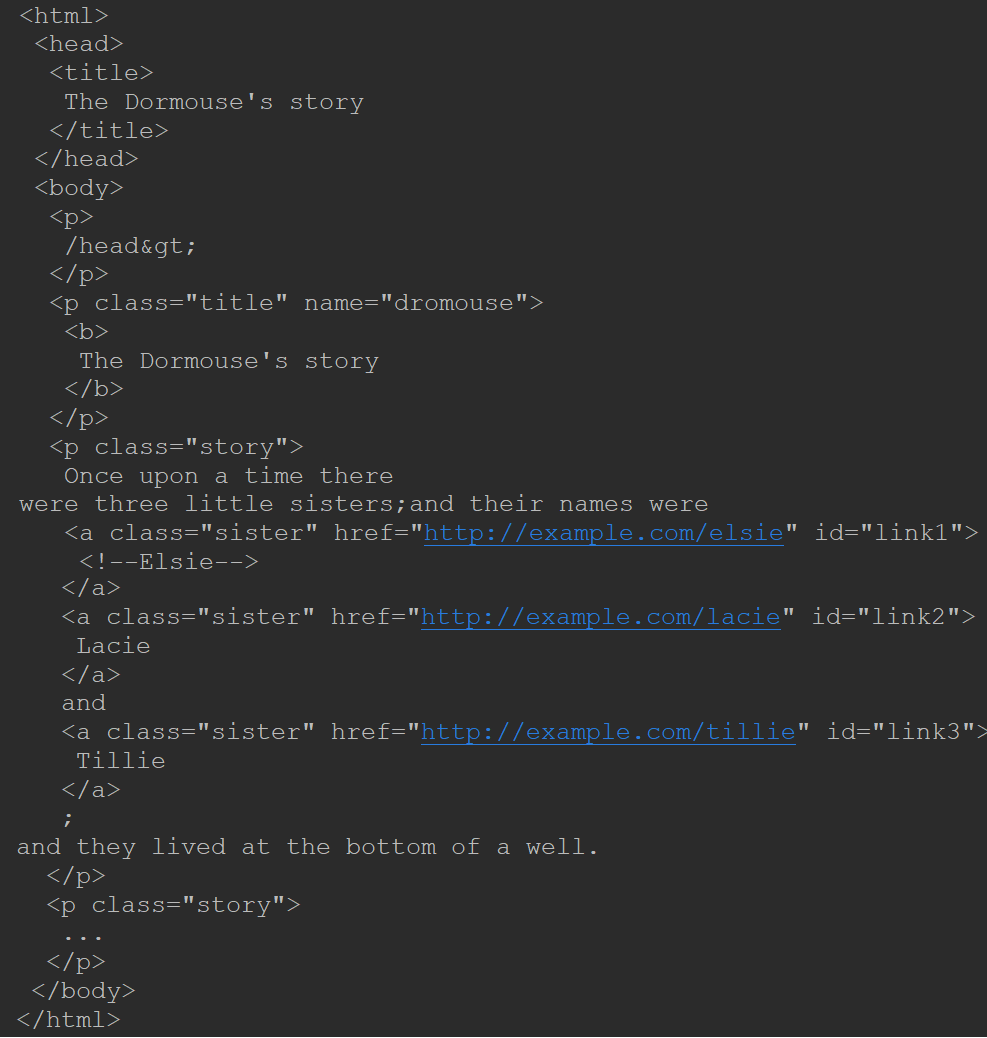 <html>
 <head>
  <title>
   The Dormouse's story
  </title>
 </head>
 <body>
  <p>
   /head&gt;
  </p>
  <p class="title" name="dromouse">
   <b>
    The Dormouse's story
   </b>
  </p>
  <p class="story">
   Once upon a time there
were three little sisters;and their names were
   <a class="sister" href="http://example.com/elsie" id="link1">
    <!--Elsie-->
   </a>
   <a class="sister" href="http://example.com/lacie" id="link2">
    Lacie
   </a>
   and
   <a class="sister" href="http://example.com/tillie" id="link3">
    Tillie
   </a>
   ;
and they lived at the bottom of a well.
  </p>
  <p class="story">
   ...
  </p>
 </body>
</html>